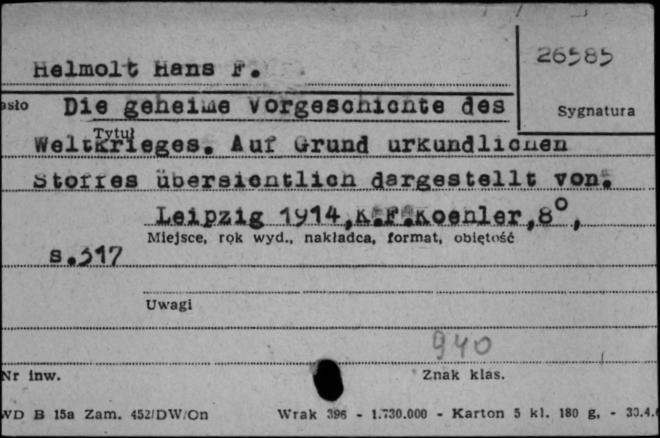 Helmolt Hans F.
26585
asło Die geheime Vorgeschichte des
Sygnatura
Tytuł
Weltkrieges. Auf Grund urkundlichen
Stoffes übersichtlich dargestellt von.
Leipzig 1914,K.F.Koehler,8°,
Miejsce, rok wyd., nakładca, format, objętość
s.317
Uwagi
940
Nr inw.
Znak klas.
WD B 15a Zam. 452/DW/On Wrak 396 - 1.730.000 - Karton 5 kl. 180 g. - 30.4.